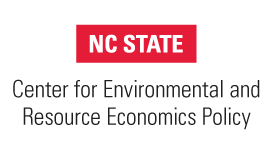 NC STATE
Center for Environmental and
Resource Economics Policy